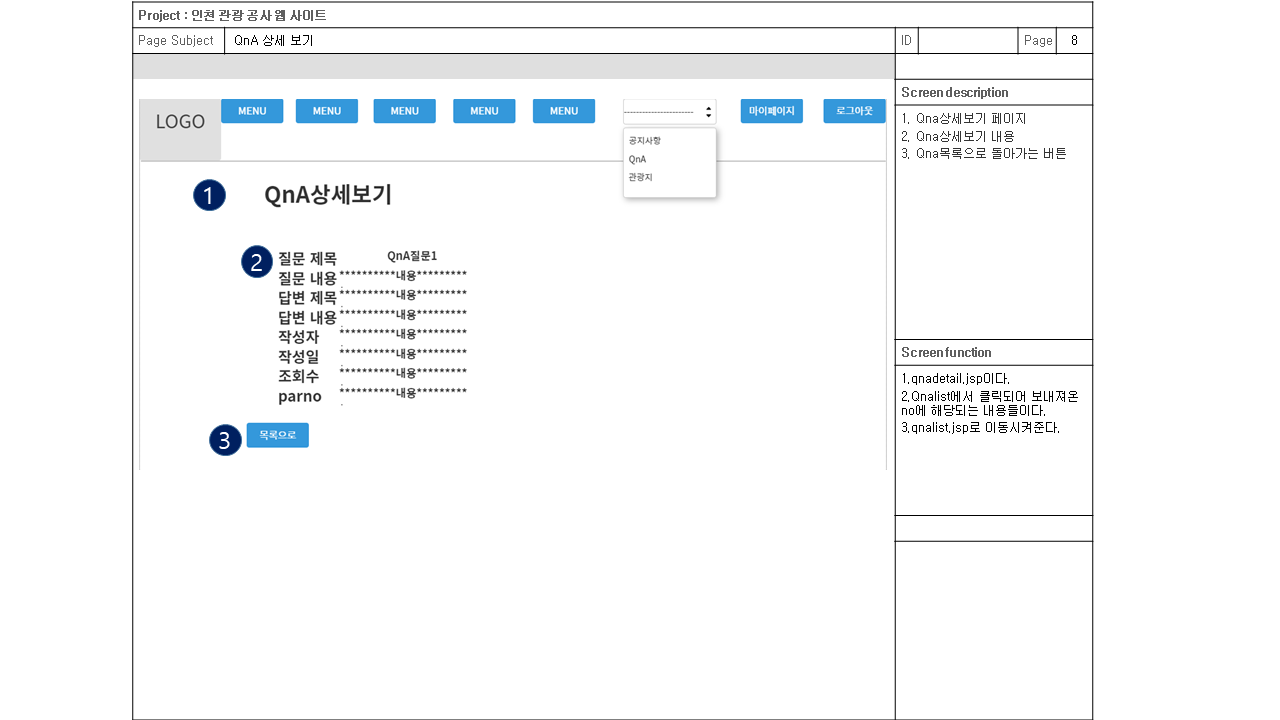 Project : 인천 관광 공사 웹 사이트
Page Subject QnA 상세 보기 ID Page 8
LOGO MENU MENU MENU MENU MENU ----------------------- 마이페이지 로그아웃
공지사항
QnA
관광지
1 QnA상세보기
2 질문 제목 QnA질문1
질문 내용 **********내용*********
답변 제목 **********내용*********
답변 내용 **********내용*********
작성자 **********내용*********
작성일 **********내용*********
조회수 **********내용*********
parno **********내용*********
3 목록으로
Screen description
1. Qna상세보기 페이지
2. Qna상세보기 내용
3. Qna목록으로 돌아가는 버튼
Screen function
1.qnadetail.jsp이다.
2.Qnalist에서 클릭되어 보내져온
no에 해당되는 내용들이다.
3.qnalist.jsp로 이동시켜준다.